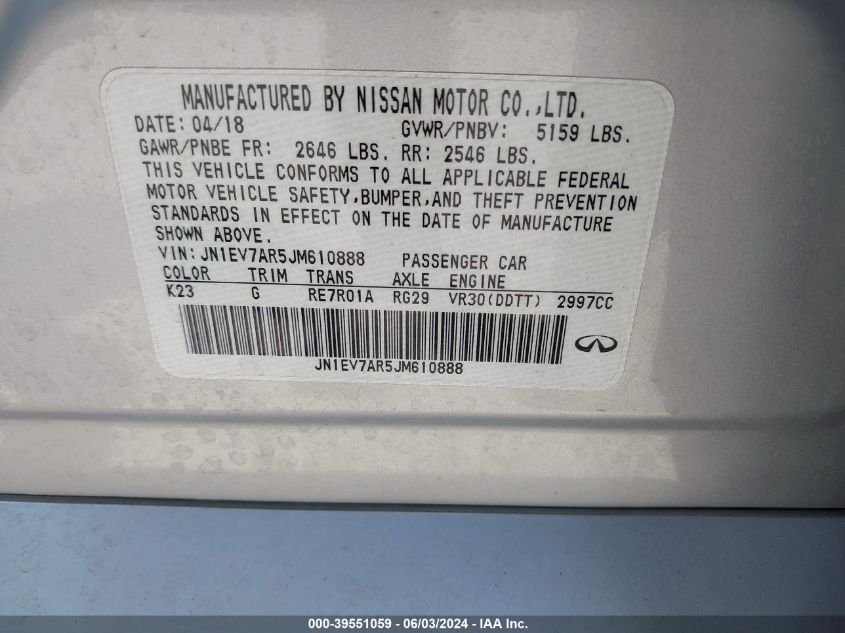 MANUFACTURED BY NISSAN MOTOR CO.,LTD.
DATE: 04/18 GVWR/PNBV: 5159 LBS.
GAWR/PNBE FR: 2646 LBS. RR: 2546 LBS.
THIS VEHICLE CONFORMS TO ALL APPLICABLE FEDERAL
MOTOR VEHICLE SAFETY,BUMPER,AND THEFT PREVENTION
STANDARDS IN EFFECT ON THE DATE OF MANUFACTURE
SHOWN ABOVE.
VIN: JN1EV7AR5JM610888 PASSENGER CAR
COLOR TRIM TRANS AXLE ENGINE
K23 G RE7R01A RG29 VR30(DDTT) 2997CC
JN1EV7AR5JM610888
000-39551059 - 06/03/2024 - IAA Inc.